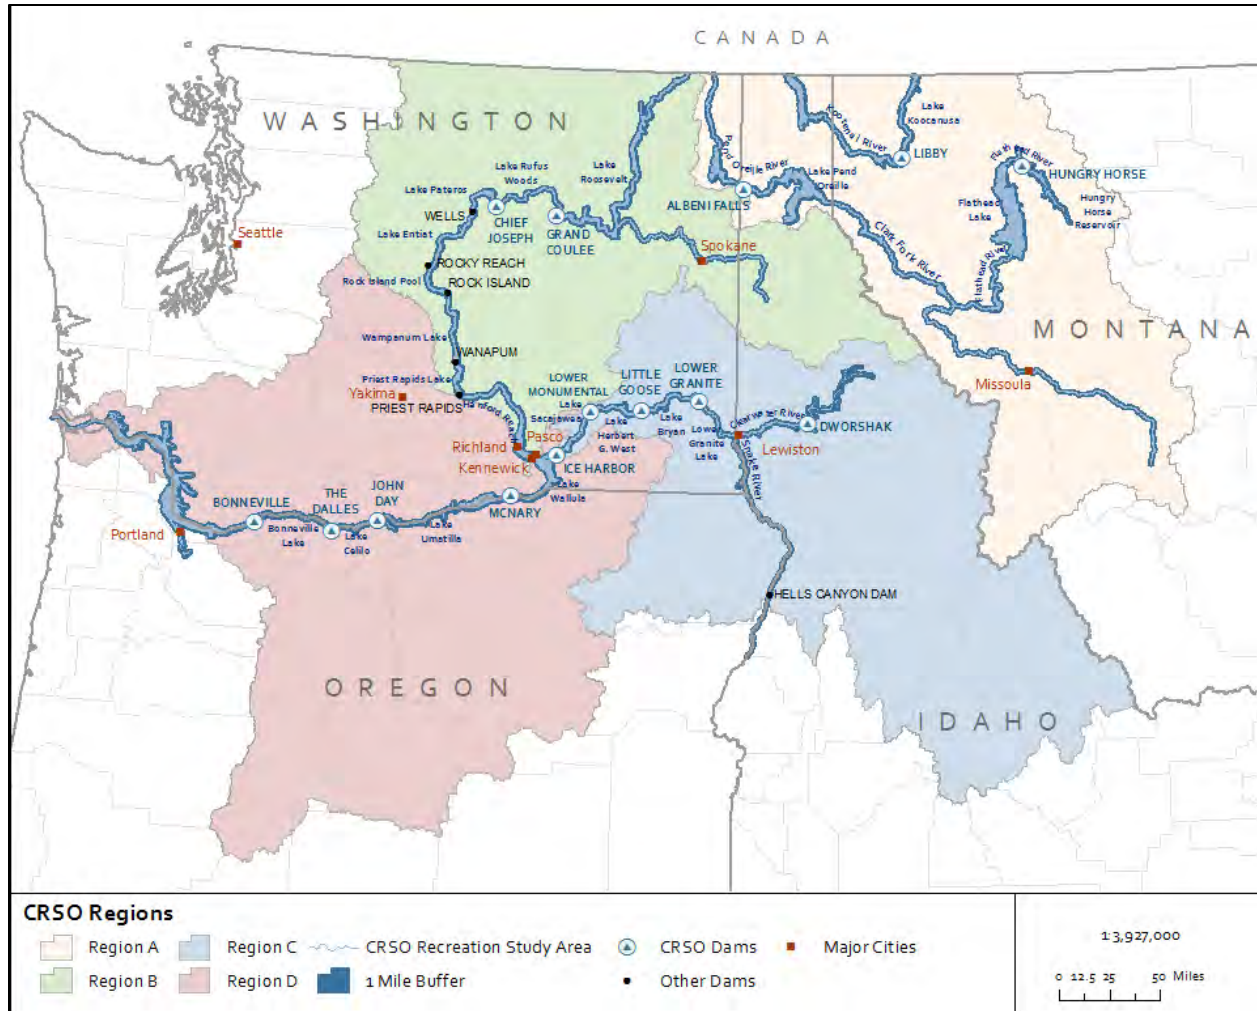 CANADA
WASHINGTON
Lake
Koocanusa
Kootenai River
LIBBY
Flathead River
HUNGRY HORSE
Hungry
Horse
Reservoir
Flathead
Lake
Flathead River
Pend Oreille River
Lake Pend
Oreille
ALBENI FALLS
Clark Fork River
Lake Rufus
Woods
Lake
Roosevelt
Lake Pateros
WELLS
CHIEF
JOSEPH
GRAND
COULEE
Seattle
Lake Entiat
Spokane
ROCKY REACH
Rock Island Pool
ROCK ISLAND
MONTANA
Wampanum Lake
WANAPUM
Missoula
Priest Rapids Lake
Yakima
PRIEST RAPIDS
Hanford Reach
LOWER
MONUMENTAL
LITTLE
GOOSE
LOWER
GRANITE
Lake
Sacajawea
Lake
Herbert
G. West
Lake
Bryan
Lower
Granite
Lake
Clearwater River
DWORSHAK
Lewiston
Snake River
Richland
Pasco
Kennewick
ICE HARBOR
Lake
Wallula
MCNARY
JOHN
DAY
THE
DALLES
BONNEVILLE
Bonneville
Lake
Lake
Celilo
Lake
Umatilla
Portland
HELLS CANYON DAM
OREGON
IDAHO
CRSO Regions
Region A
Region C
CRSO Recreation Study Area
CRSO Dams
Major Cities
Region B
Region D
1 Mile Buffer
Other Dams
1:3,927,000
0 12.5 25 50 Miles